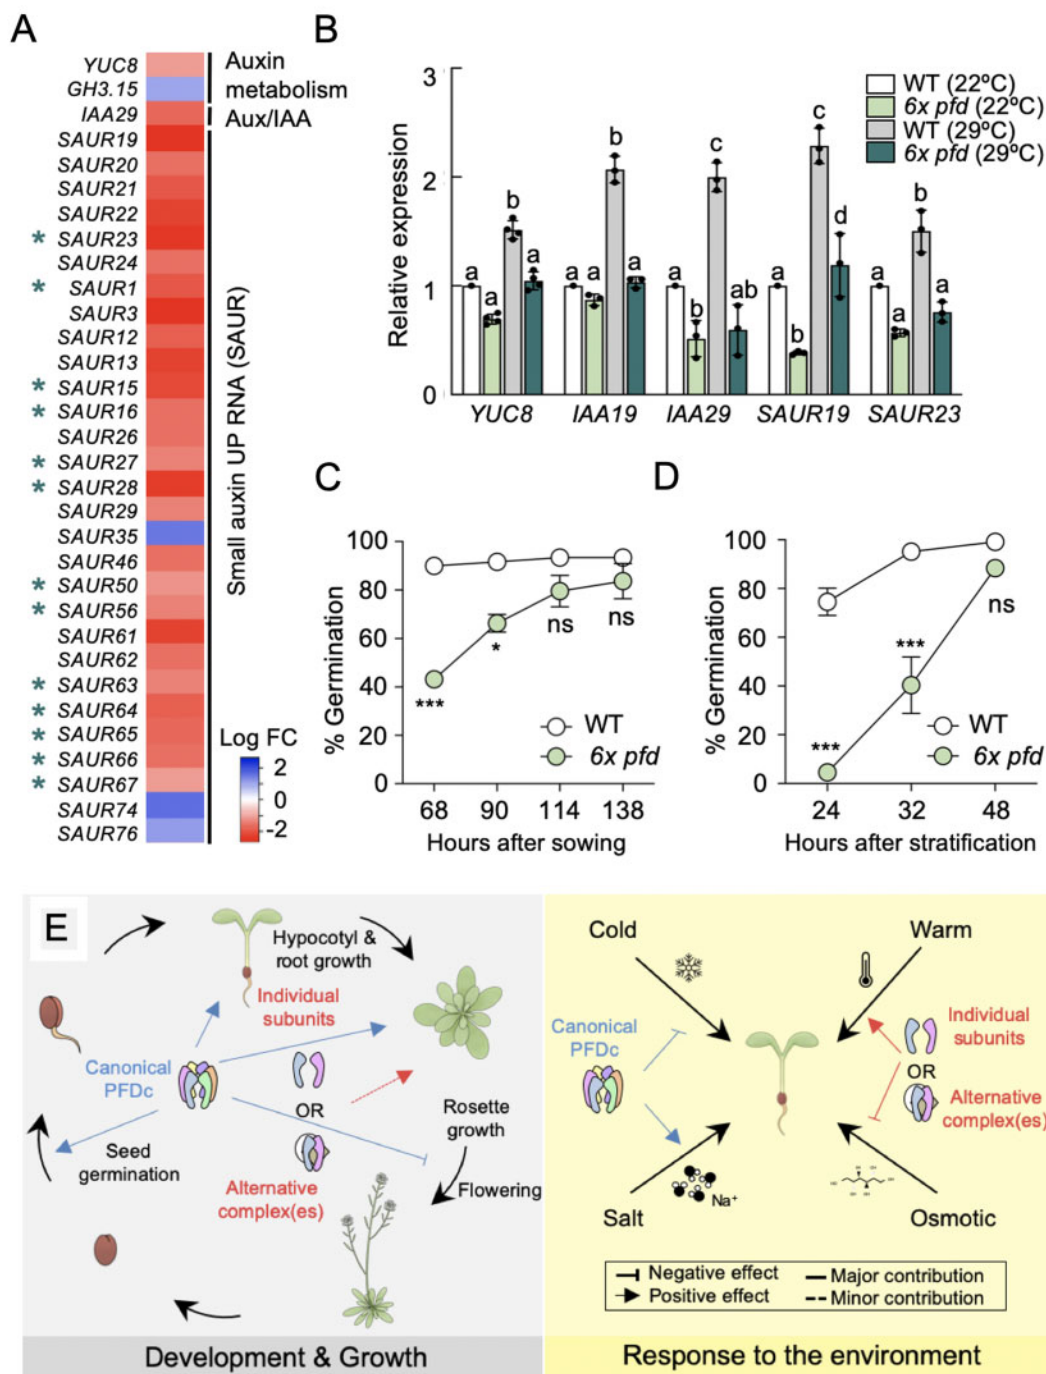 A
YUC8
GH3.15
IAA29
SAUR19
SAUR20
SAUR21
SAUR22
* SAUR23
SAUR24
* SAUR1
SAUR3
SAUR12
SAUR13
* SAUR15
* SAUR16
SAUR26
* SAUR27
* SAUR28
SAUR29
SAUR35
SAUR46
* SAUR50
* SAUR56
SAUR61
SAUR62
* SAUR63
* SAUR64
* SAUR65
* SAUR66
* SAUR67
SAUR74
SAUR76
Auxin
metabolism
Aux/IAA
Small auxin UP RNA (SAUR)
Log FC
2
0
-2
B
Relative expression
3
2
1
0
WT (22ºC)
6x pfd (22ºC)
WT (29ºC)
6x pfd (29ºC)
a a b a
a a b a
a b c ab
a b c d
a a b a
YUC8 IAA19 IAA29 SAUR19 SAUR23
C
% Germination
100
80
60
40
20
0
*** * ns ns
WT
6x pfd
68 90 114 138
Hours after sowing
D
% Germination
100
80
60
40
20
0
*** *** ns
WT
6x pfd
24 32 48
Hours after stratification
E
Hypocotyl &
root growth
Individual
subunits
Canonical
PFDc
OR
Seed
germination
Alternative
complex(es)
Rosette
growth
Flowering
Development & Growth
Cold
Warm
Canonical
PFDc
Individual
subunits
OR
Alternative
complex(es)
Na+
Salt
Osmotic
Negative effect
Major contribution
Positive effect
Minor contribution
Response to the environment